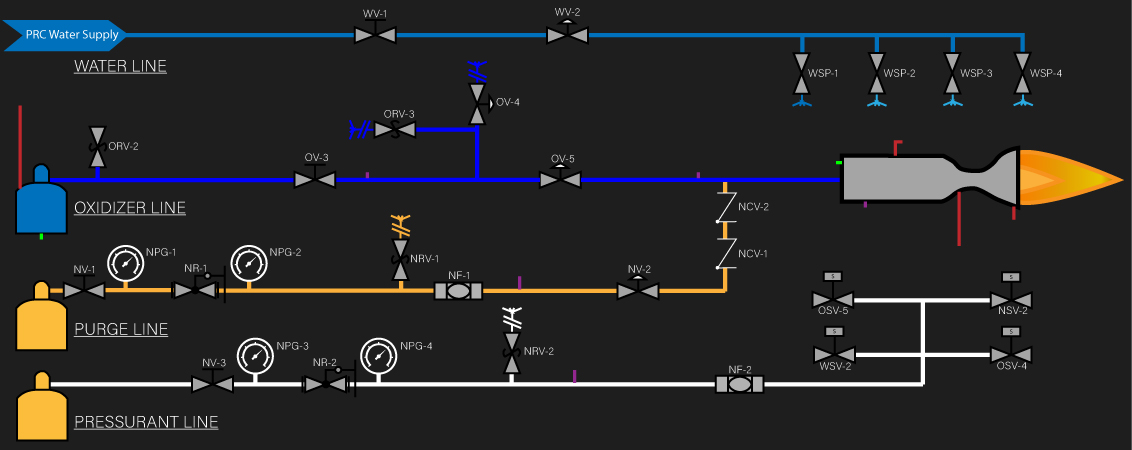 WV-1
WV-2
PRC Water Supply
WATER LINE
WSP-1
WSP-2
WSP-3
WSP-4
OV-4
ORV-3
ORV-2
OV-3
OV-5
OXIDIZER LINE
NCV-2
NCV-1
NPG-1
NPG-2
NV-1
NR-1
NRV-1
NF-1
NV-2
PURGE LINE
S
S
OSV-5
NSV-2
S
S
WSV-2
OSV-4
NPG-3
NPG-4
NV-3
NR-2
NRV-2
NF-2
PRESSURANT LINE